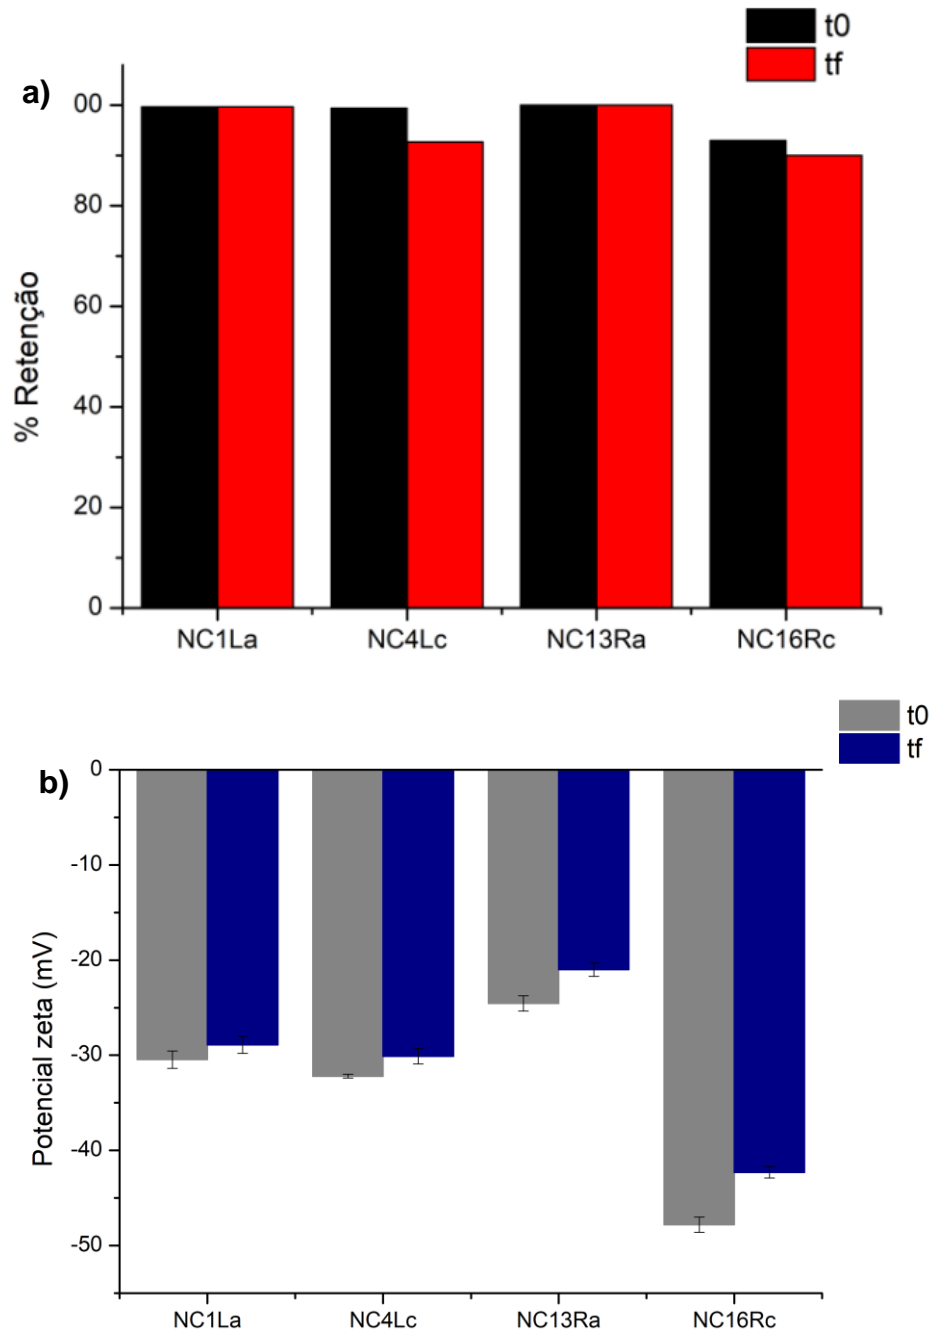 t0
tf
a)
00
80
60
40
20
0
% Retenção
NC1La NC4Lc NC13Ra NC16Rc
t0
tf
b)
0
-10
-20
-30
-40
-50
Potencial zeta (mV)
NC1La NC4Lc NC13Ra NC16Rc